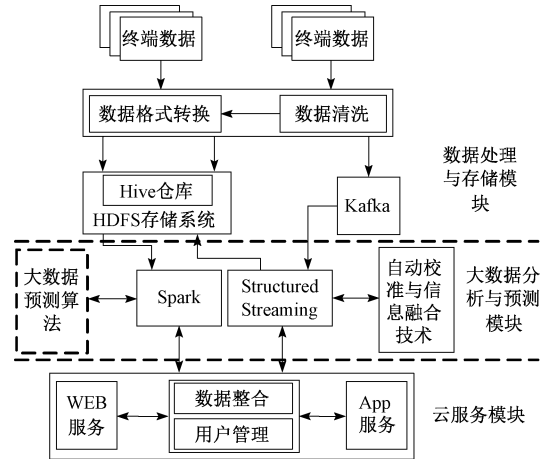 终端数据
终端数据
数据格式转换
数据清洗
Hive仓库
HDFS存储系统
Kafka
数据处理
与存储模
块
大数据
预测算
法
Spark
Structured
Streaming
自动校
准与信
息融合
技术
大数据分
析与预测
模块
WEB
服务
数据整合
用户管理
App
服务
云服务模块